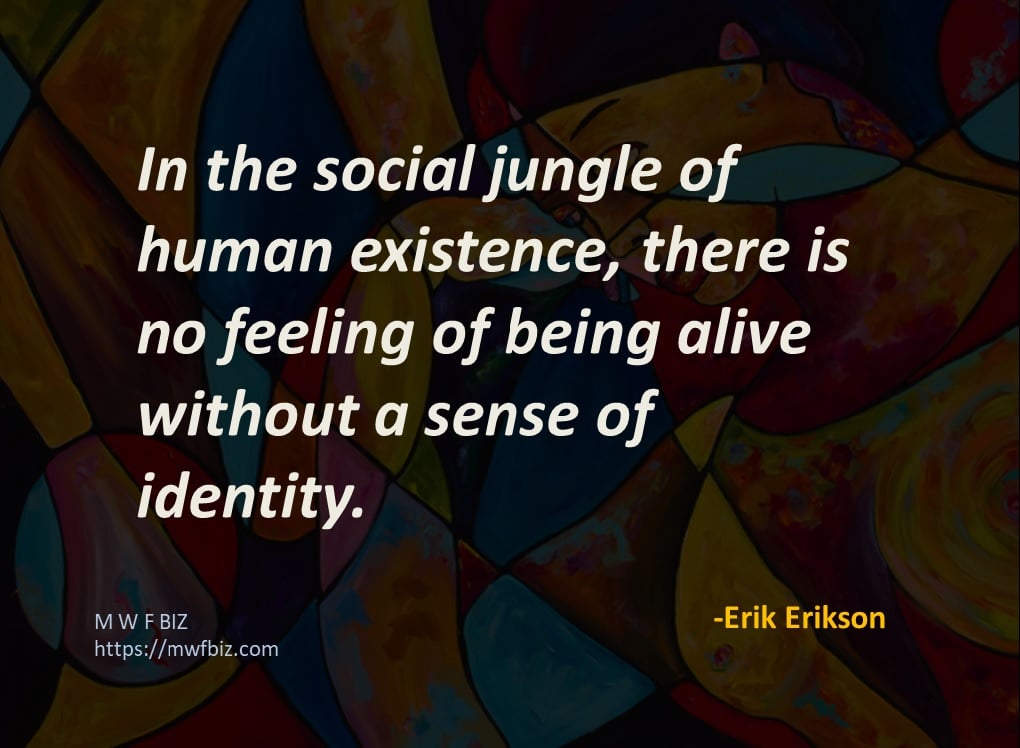 In the social jungle of
human existence, there is
no feeling of being alive
without a sense of
identity.
-Erik Erikson
M W F BIZ
https://mwfbiz.com